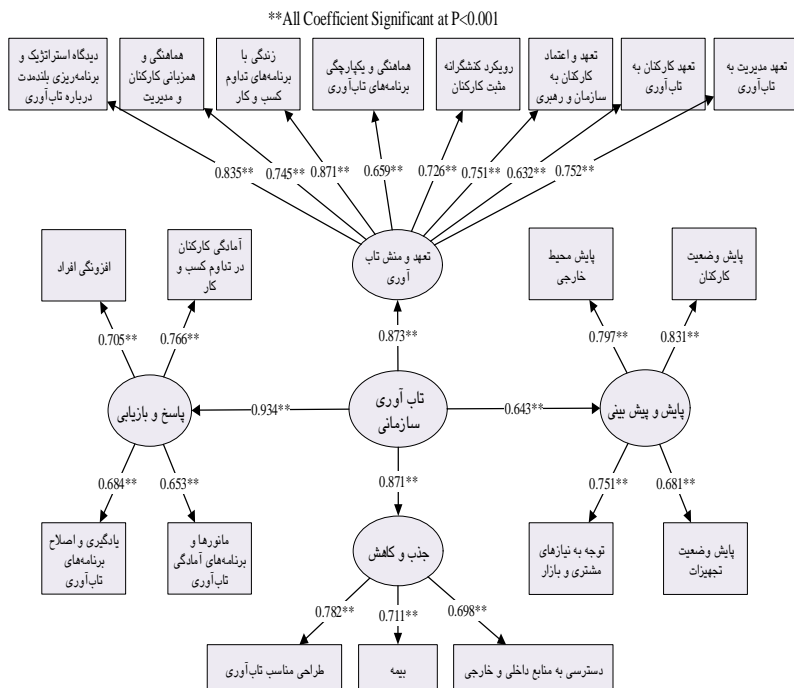 **All Coefficient Significant at P<0.001
تعهد مدیریت به
تاب‌آوری
تعهد کارکنان به
تاب‌آوری
تعهد و اعتماد
کارکنان به
سازمان و رهبری
رویکرد کنشگرانه
مثبت کارکنان
هماهنگی و یکپارچگی
برنامه‌های تاب‌آوری
زندگی با
برنامه‌های تداوم
کسب و کار
هماهنگی و
همزبانی کارکنان
و مدیریت
دیدگاه استراتژیک و
برنامه‌ریزی بلندمدت
درباره تاب‌آوری
0.835**
0.745**
0.871**
0.659**
0.726**
0.751**
0.632**
0.752**
تعهد و منش تاب
آوری
پایش وضعیت
کارکنان
پایش محیط
خارجی
آمادگی کارکنان
در تداوم کسب و
کار
افزونگی افراد
0.705**
0.766**
0.873**
0.797**
0.831**
پایش و پیش بینی
0.643**
تاب آوری
سازمانی
0.934**
پاسخ و بازیابی
0.684**
0.653**
0.871**
0.751**
0.681**
پایش وضعیت
تجهیزات
توجه به نیازهای
مشتری و بازار
جذب و کاهش
مانورها و
برنامه‌های آمادگی
تاب‌آوری
یادگیری و اصلاح
برنامه‌های
تاب‌آوری
0.782**
0.711**
0.698**
دسترسی به منابع داخلی و خارجی
بیمه
طراحی مناسب تاب‌آوری